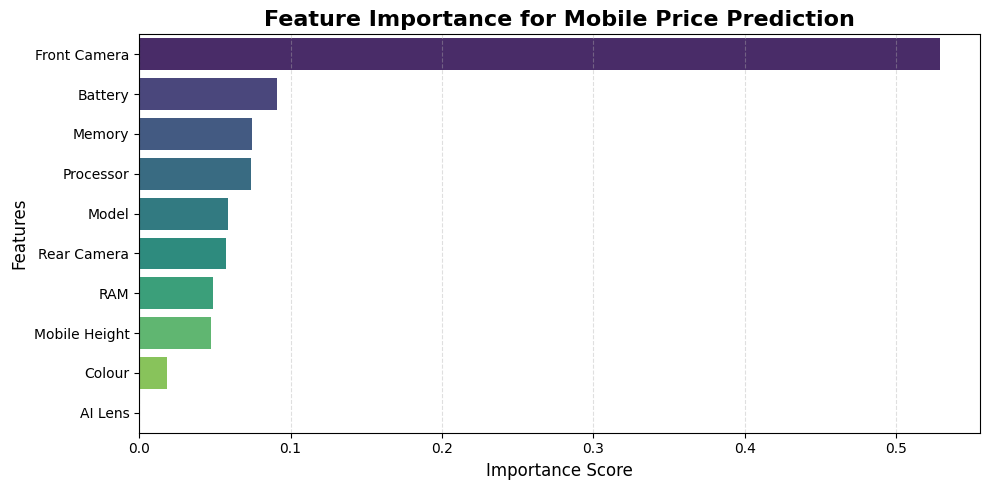 Feature Importance for Mobile Price Prediction
Features
Front Camera
Battery
Memory
Processor
Model
Rear Camera
RAM
Mobile Height
Colour
AI Lens
0.0 0.1 0.2 0.3 0.4 0.5
Importance Score